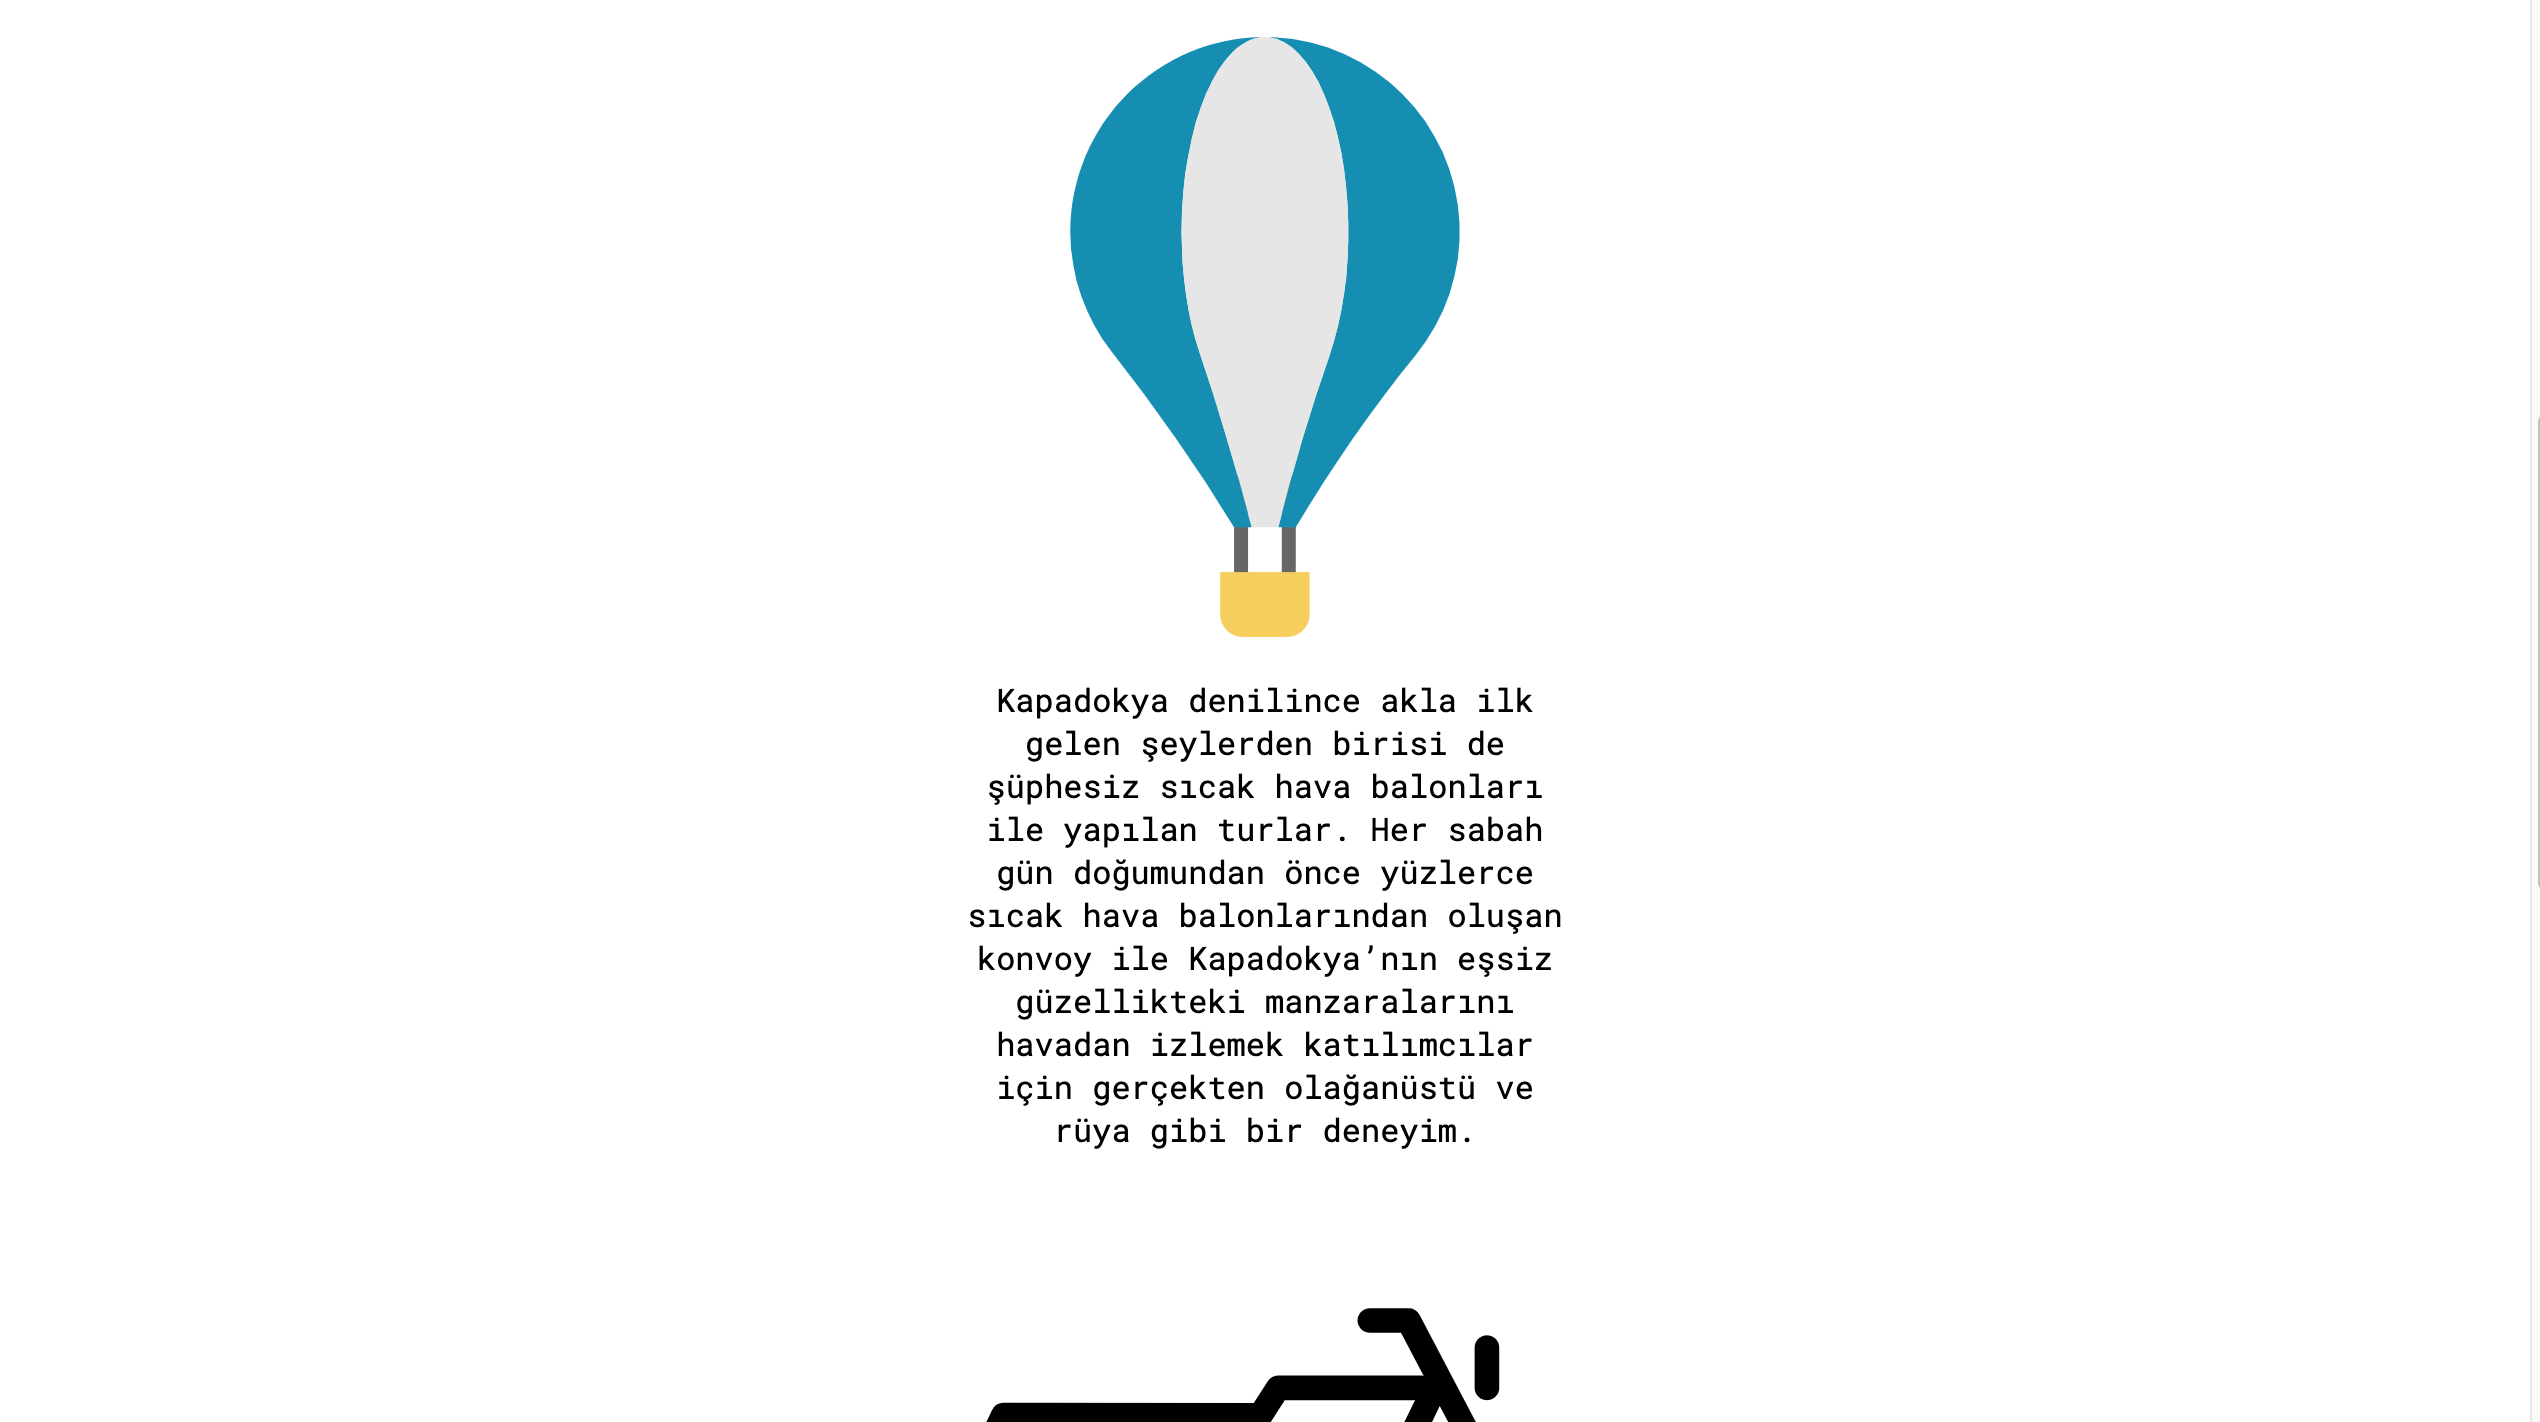 Kapadokya denilince akla ilk
gelen şeylerden birisi de
şüphesiz sıcak hava balonları
ile yapılan turlar. Her sabah
gün doğumundan önce yüzlerce
sıcak hava balonlarından oluşan
konvoy ile Kapadokya’nın eşsiz
güzellikteki manzaralarını
havadan izlemek katılımcılar
için gerçekten olağanüstü ve
rüya gibi bir deneyim.